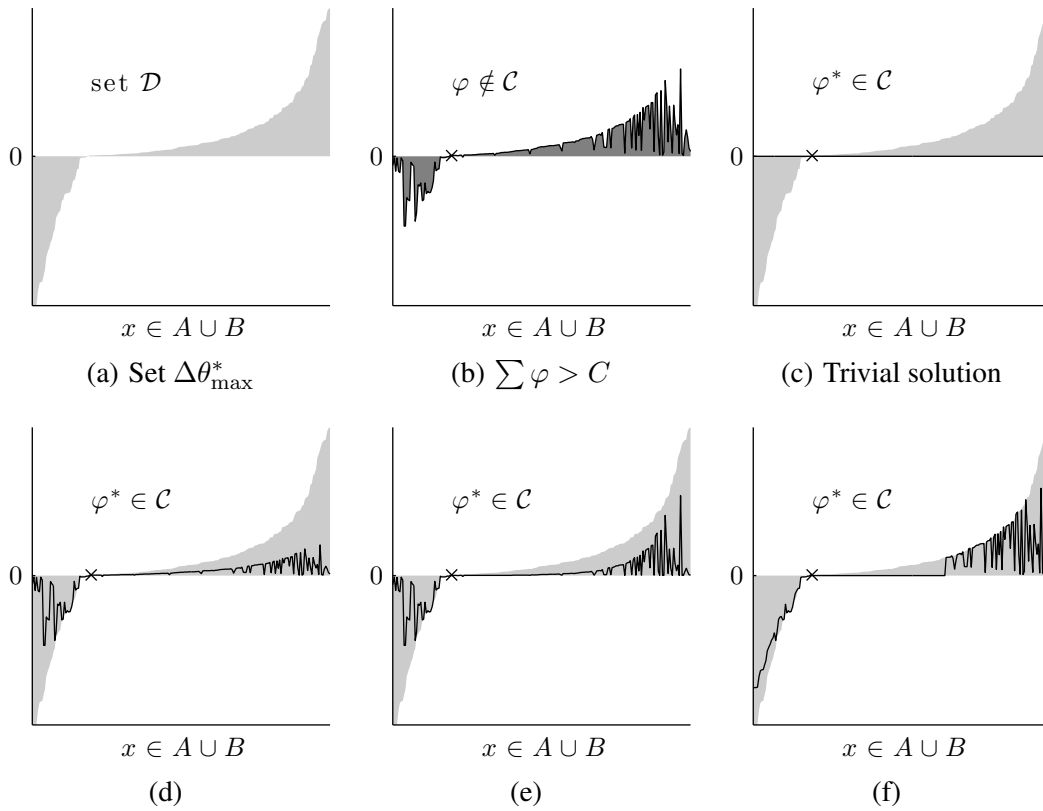 set 𝒟
φ ∉ 𝒞
φ* ∈ 𝒞
0
0
x ∈ A ∪ B
x ∈ A ∪ B
x ∈ A ∪ B
(a) Set Δθ*max
(b) ∑ φ > C
(c) Trivial solution
φ* ∈ 𝒞
φ* ∈ 𝒞
φ* ∈ 𝒞
0
0
0
x ∈ A ∪ B
x ∈ A ∪ B
x ∈ A ∪ B
(d)
(e)
(f)
0